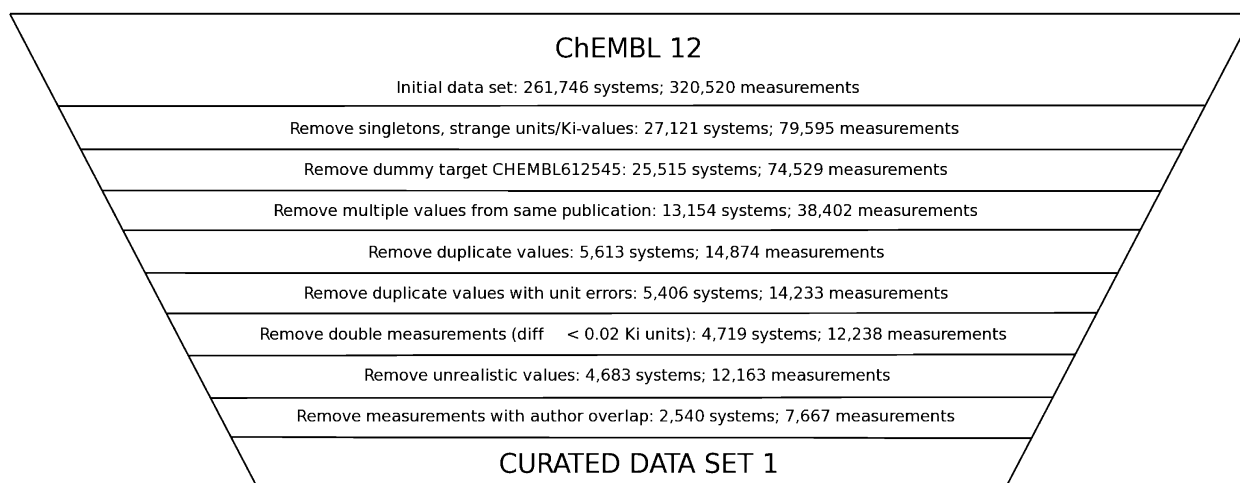 ChEMBL 12
Initial data set: 261,746 systems; 320,520 measurements
Remove singletons, strange units/Ki-values: 27,121 systems; 79,595 measurements
Remove dummy target CHEMBL612545: 25,515 systems; 74,529 measurements
Remove multiple values from same publication: 13,154 systems; 38,402 measurements
Remove duplicate values: 5,613 systems; 14,874 measurements
Remove duplicate values with unit errors: 5,406 systems; 14,233 measurements
Remove double measurements (diff < 0.02 Ki units): 4,719 systems; 12,238 measurements
Remove unrealistic values: 4,683 systems; 12,163 measurements
Remove measurements with author overlap: 2,540 systems; 7,667 measurements
CURATED DATA SET 1